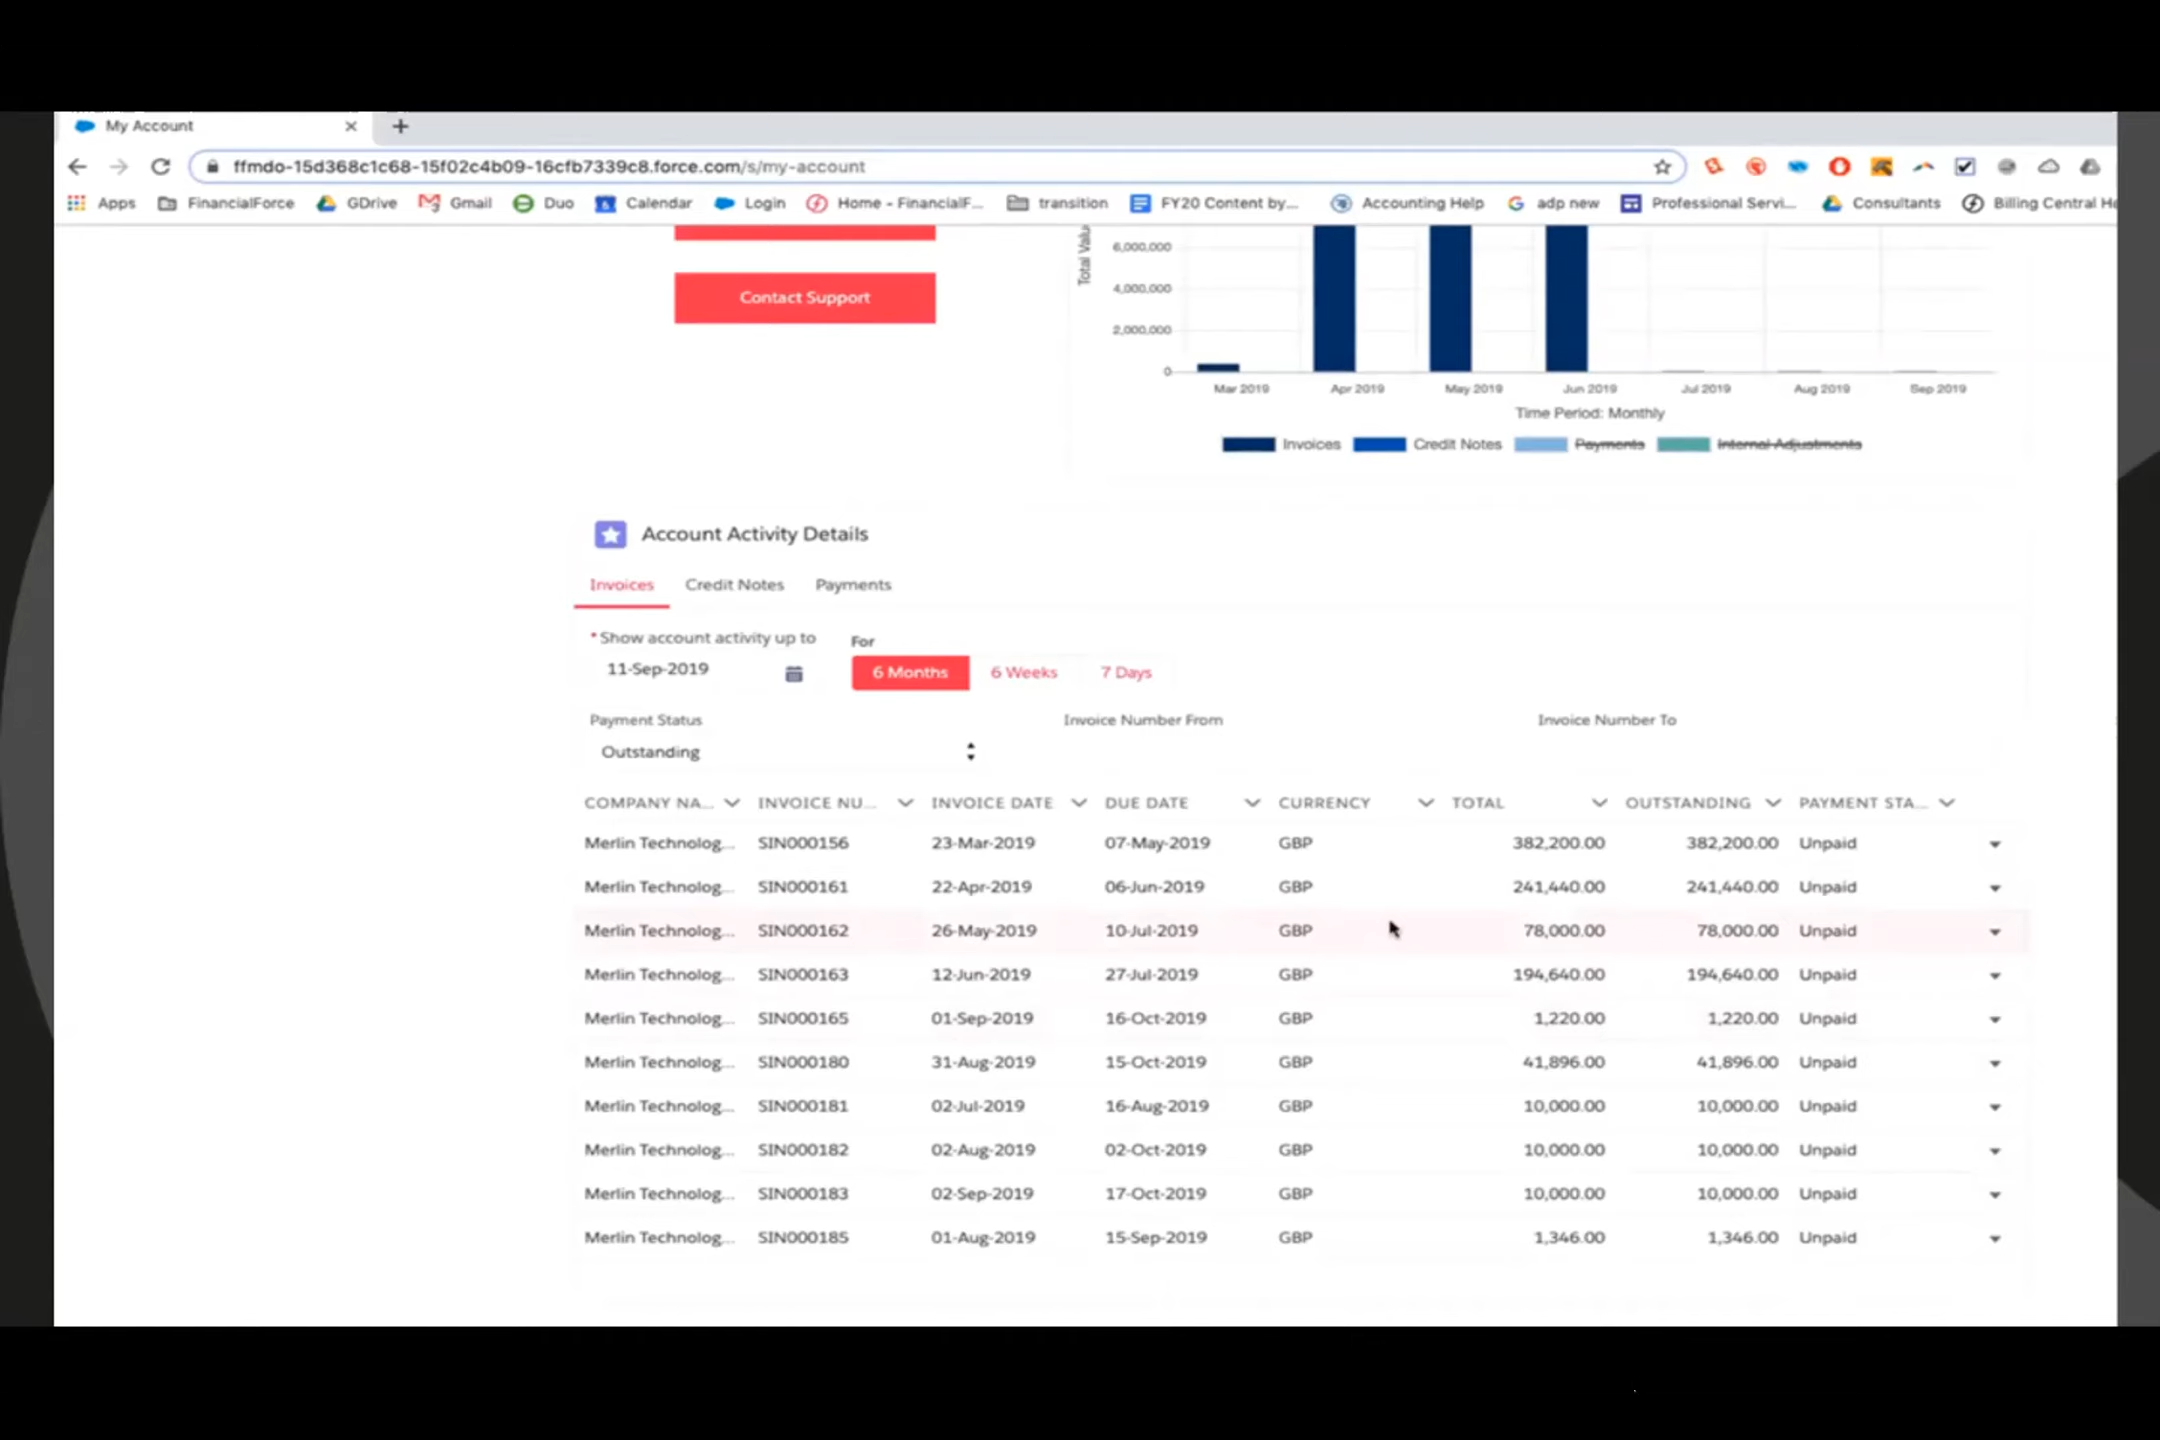 My Account
ffmdo-15d368c1c68-15f02c4b09-16cfb7339c8.force.com/s/my-account
Apps FinancialForce GDrive Gmail Duo Calendar Login Home - FinancialF... transition FY20 Content by... Accounting Help adp new Professional Servi... Consultants Billing Central He
Contact Support
Total Valu
6,000,000
4,000,000
2,000,000
0
Mar 2019 Apr 2019 May 2019 Jun 2019 Jul 2019 Aug 2019 Sep 2019
Time Period: Monthly
Invoices Credit Notes Payments Internal Adjustments
Account Activity Details
Invoices Credit Notes Payments
*Show account activity up to For
11-Sep-2019 6 Months 6 Weeks 7 Days
Payment Status Invoice Number From Invoice Number To
Outstanding
COMPANY NA... INVOICE NU... INVOICE DATE DUE DATE CURRENCY TOTAL OUTSTANDING PAYMENT STA...
Merlin Technolog... SIN000156 23-Mar-2019 07-May-2019 GBP 382,200.00 382,200.00 Unpaid
Merlin Technolog... SIN000161 22-Apr-2019 06-Jun-2019 GBP 241,440.00 241,440.00 Unpaid
Merlin Technolog... SIN000162 26-May-2019 10-Jul-2019 GBP 78,000.00 78,000.00 Unpaid
Merlin Technolog... SIN000163 12-Jun-2019 27-Jul-2019 GBP 194,640.00 194,640.00 Unpaid
Merlin Technolog... SIN000165 01-Sep-2019 16-Oct-2019 GBP 1,220.00 1,220.00 Unpaid
Merlin Technolog... SIN000180 31-Aug-2019 15-Oct-2019 GBP 41,896.00 41,896.00 Unpaid
Merlin Technolog... SIN000181 02-Jul-2019 16-Aug-2019 GBP 10,000.00 10,000.00 Unpaid
Merlin Technolog... SIN000182 02-Aug-2019 02-Oct-2019 GBP 10,000.00 10,000.00 Unpaid
Merlin Technolog... SIN000183 02-Sep-2019 17-Oct-2019 GBP 10,000.00 10,000.00 Unpaid
Merlin Technolog... SIN000185 01-Aug-2019 15-Sep-2019 GBP 1,346.00 1,346.00 Unpaid